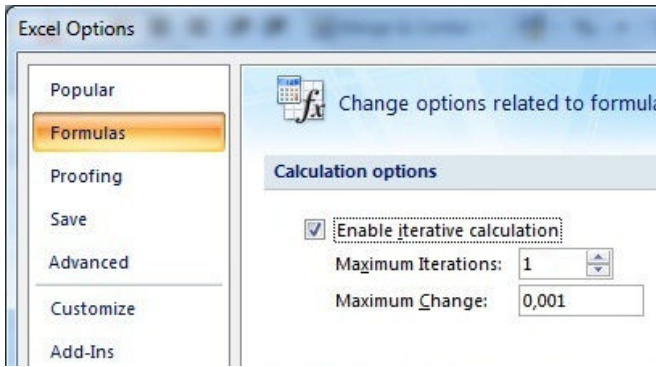 Excel Options
Popular
Formulas
Proofing
Save
Advanced
Customize
Add-Ins
fx
Change options related to formula
Calculation options
Enable iterative calculation
Maximum Iterations: 1
Maximum Change: 0,001